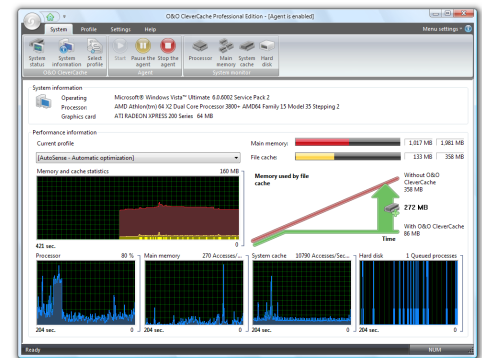 O&O CleverCache Professional Edition - [Agent is enabled]
System Profile Settings Help Menu settings
System status System information Select profile Start Pause the agent Stop the agent Processor Main memory System cache Hard disk
O&O CleverCache Agent System monitor
System information
Operating Microsoft® Windows Vista™ Ultimate 6.0.6002 Service Pack 2
Processor: AMD Athlon(tm) 64 X2 Dual Core Processor 3800+ AMD64 Family 15 Model 35 Stepping 2
Graphics card ATI RADEON XPRESS 200 Series 64 MB
Performance information
Current profile Main memory: 1,017 MB 1,981 MB
[AutoSense - Automatic optimization] File cache: 133 MB 358 MB
Memory and cache statistics 160 MB
Memory used by file cache
Without O&O CleverCache
358 MB
272 MB
With O&O CleverCache
86 MB
Time
421 sec. 0
Processor 80 % Main memory 270 Accesses/... System cache 10790 Accesses/Sec... Hard disk 1 Queued processes
204 sec. 0 204 sec. 0 204 sec. 0 204 sec. 0
Ready NUM